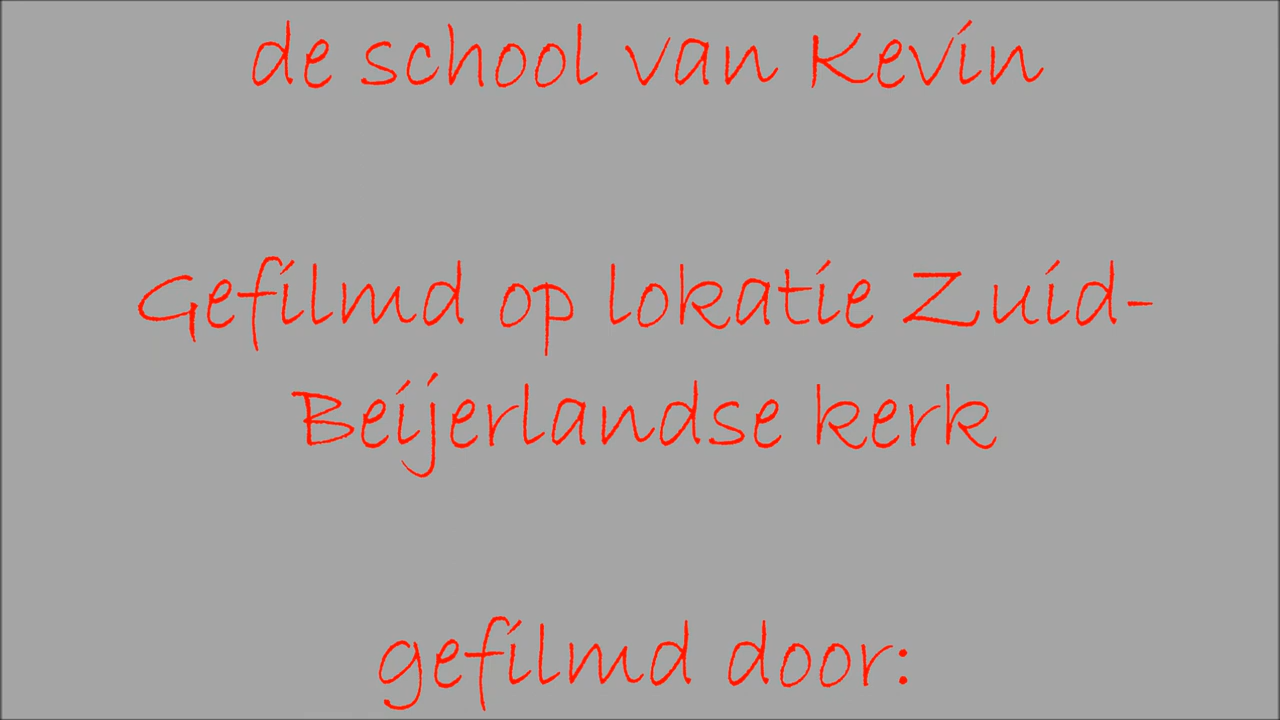 de school van Kevin
Gefilmd op lokatie Zuid-
Beijerlandse kerk
gefilmd door: